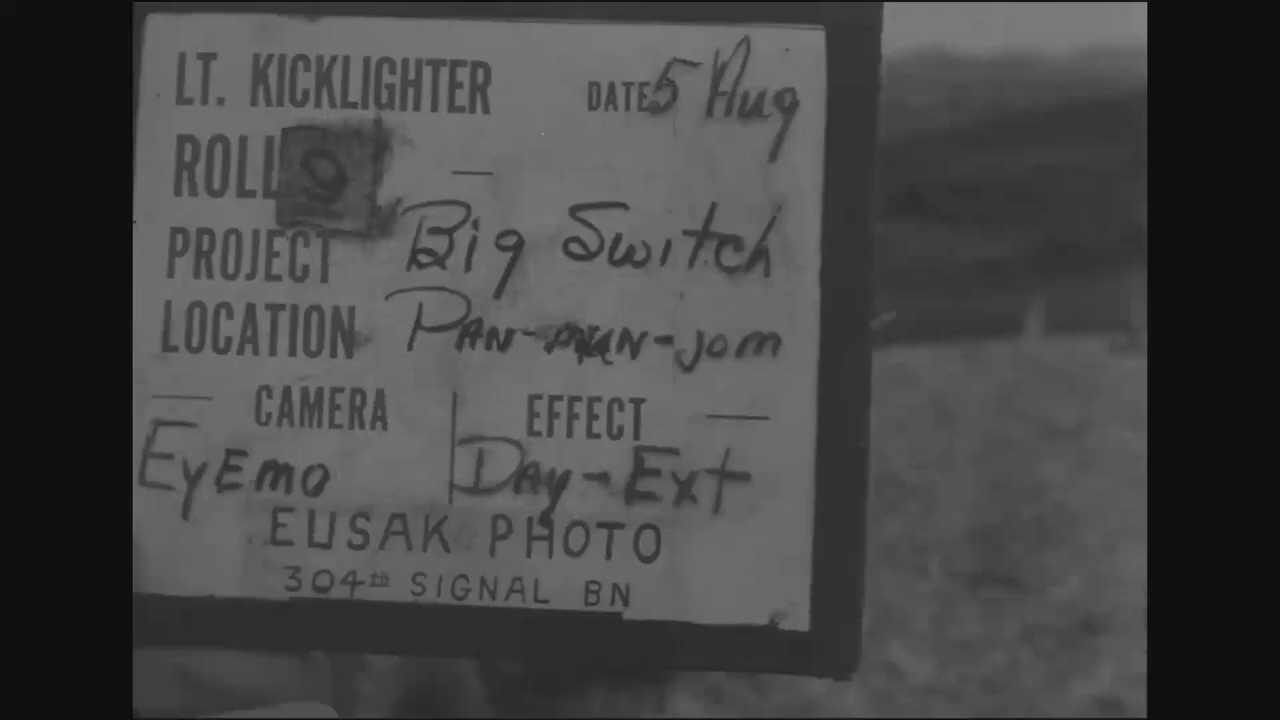 LT. KICKLIGHTER DATE 5 Aug
ROLL
PROJECT Big Switch
LOCATION PAN-MUN-jom
CAMERA EFFECT
EyEmo DAY-Ext
EUSAK PHOTO
304th SIGNAL BN